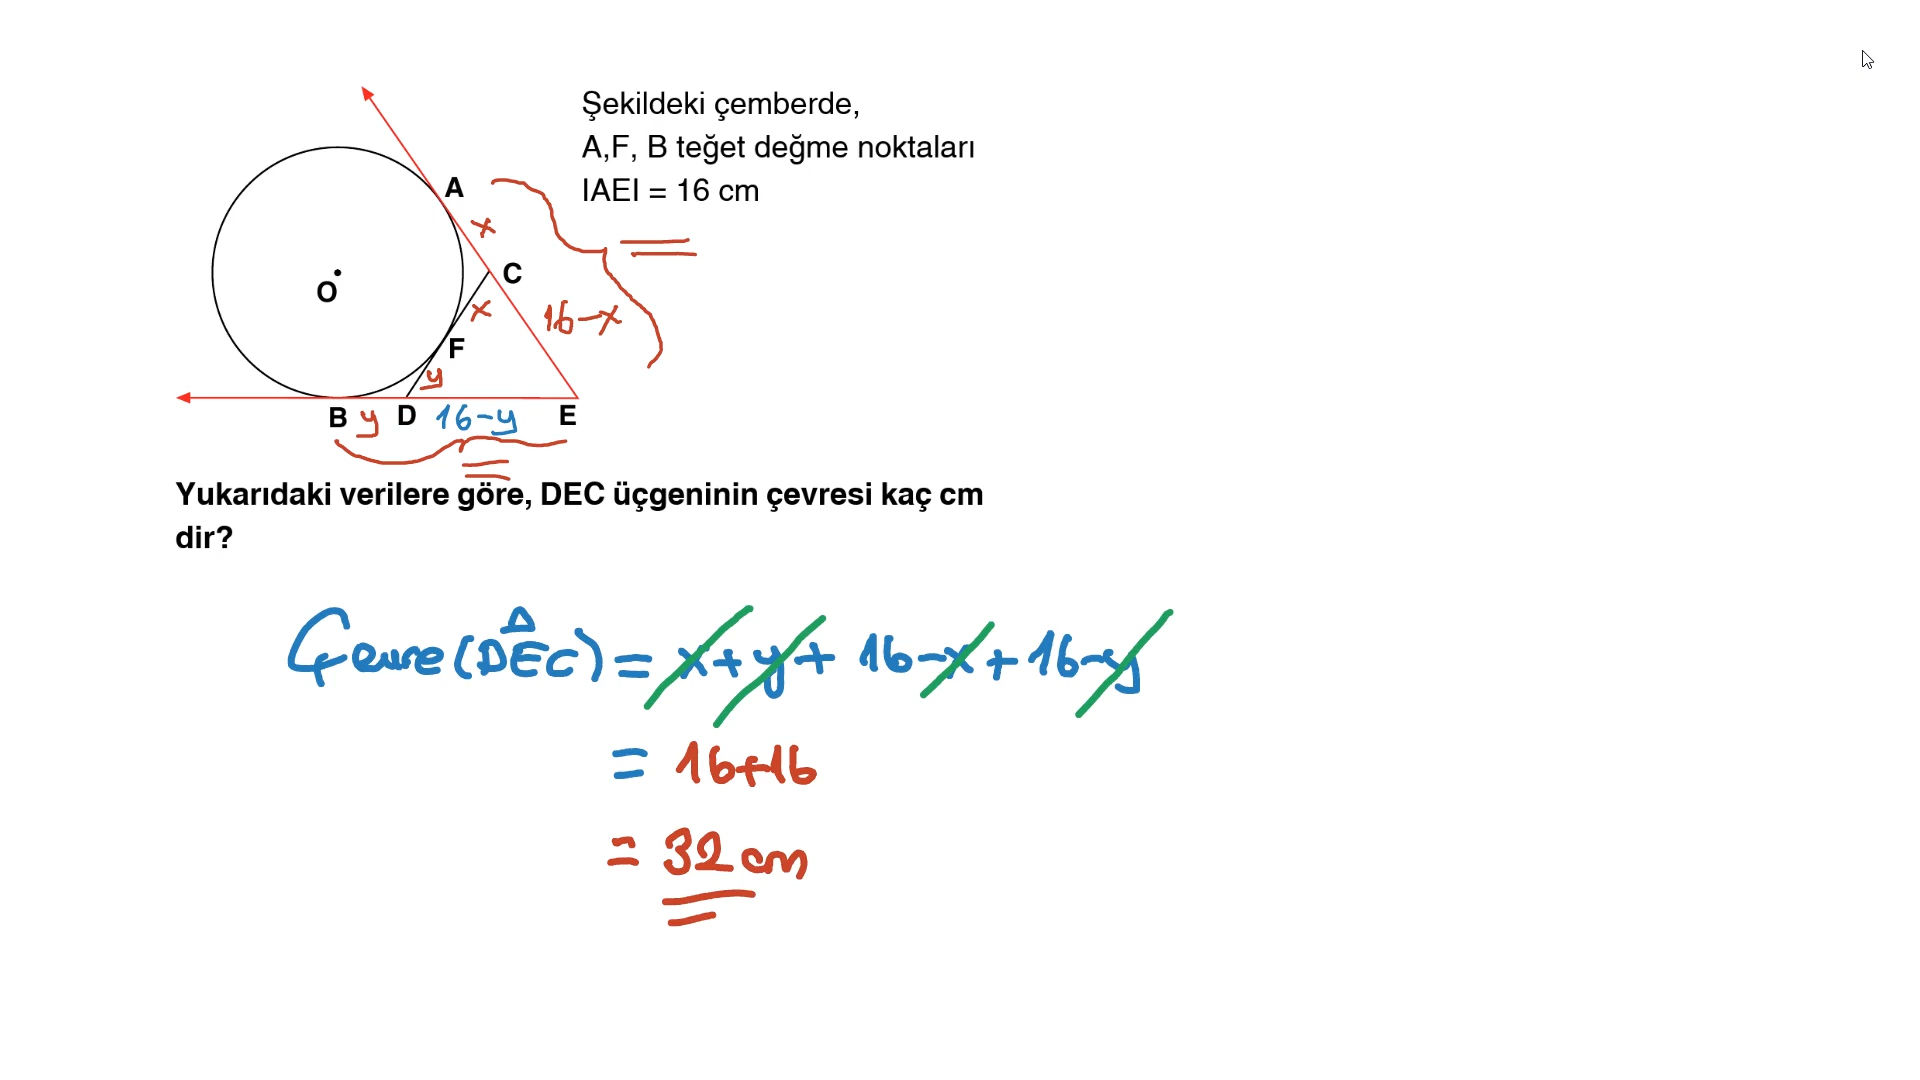 Şekildeki çemberde,
A,F, B teğet değme noktaları
IAEI = 16 cm
A
x
C
O
x
16-x
F
y
B y D 16-y E
Yukarıdaki verilere göre, DEC üçgeninin çevresi kaç cm
dir?
Çevre(DEC) = x+y+ 16-x+16-y
= 16+16
= 32 cm